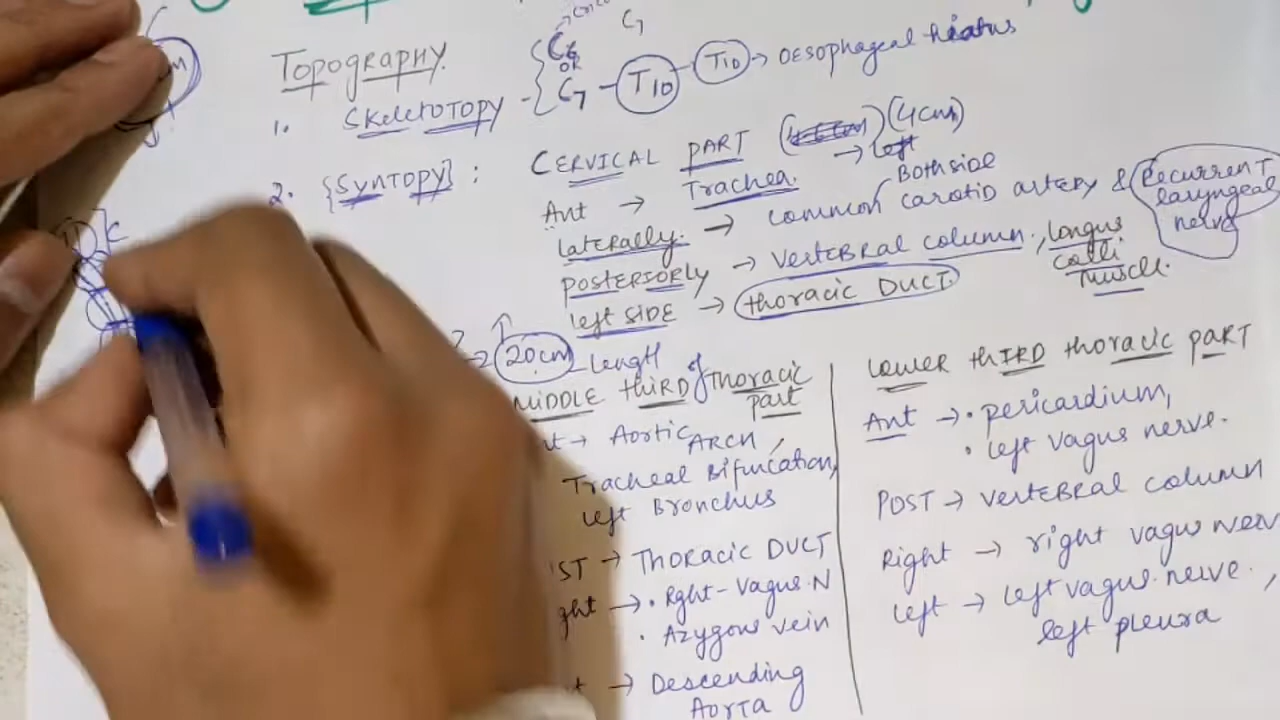 Topography.
C7
1. Skeletotopy - { C6 or C7 - T10 - T10 → oesophageal hiatus
2. {Syntopy} : CERVICAL PART (4cms)
→ left
Ant → Trachea.
Both side
laterally. → common carotid artery & Recurrent laryngeal nerve
posteriorly → vertebral column, longus colli muscle.
left side → thoracic DUCT
20cm length
MIDDLE third of Thoracic part
→ Aortic ARCH,
Tracheal Bifurcation,
left Bronchus
→ Thoracic DUCT
→ . Rght - Vagus. N
. Azygous vein
→ Descending
Aorta
lower third thoracic part
Ant → . pericardium,
. left vagus nerve.
POST → vertebral column
Right → right vagus
left → left vagus. nerve. ,
left pleura